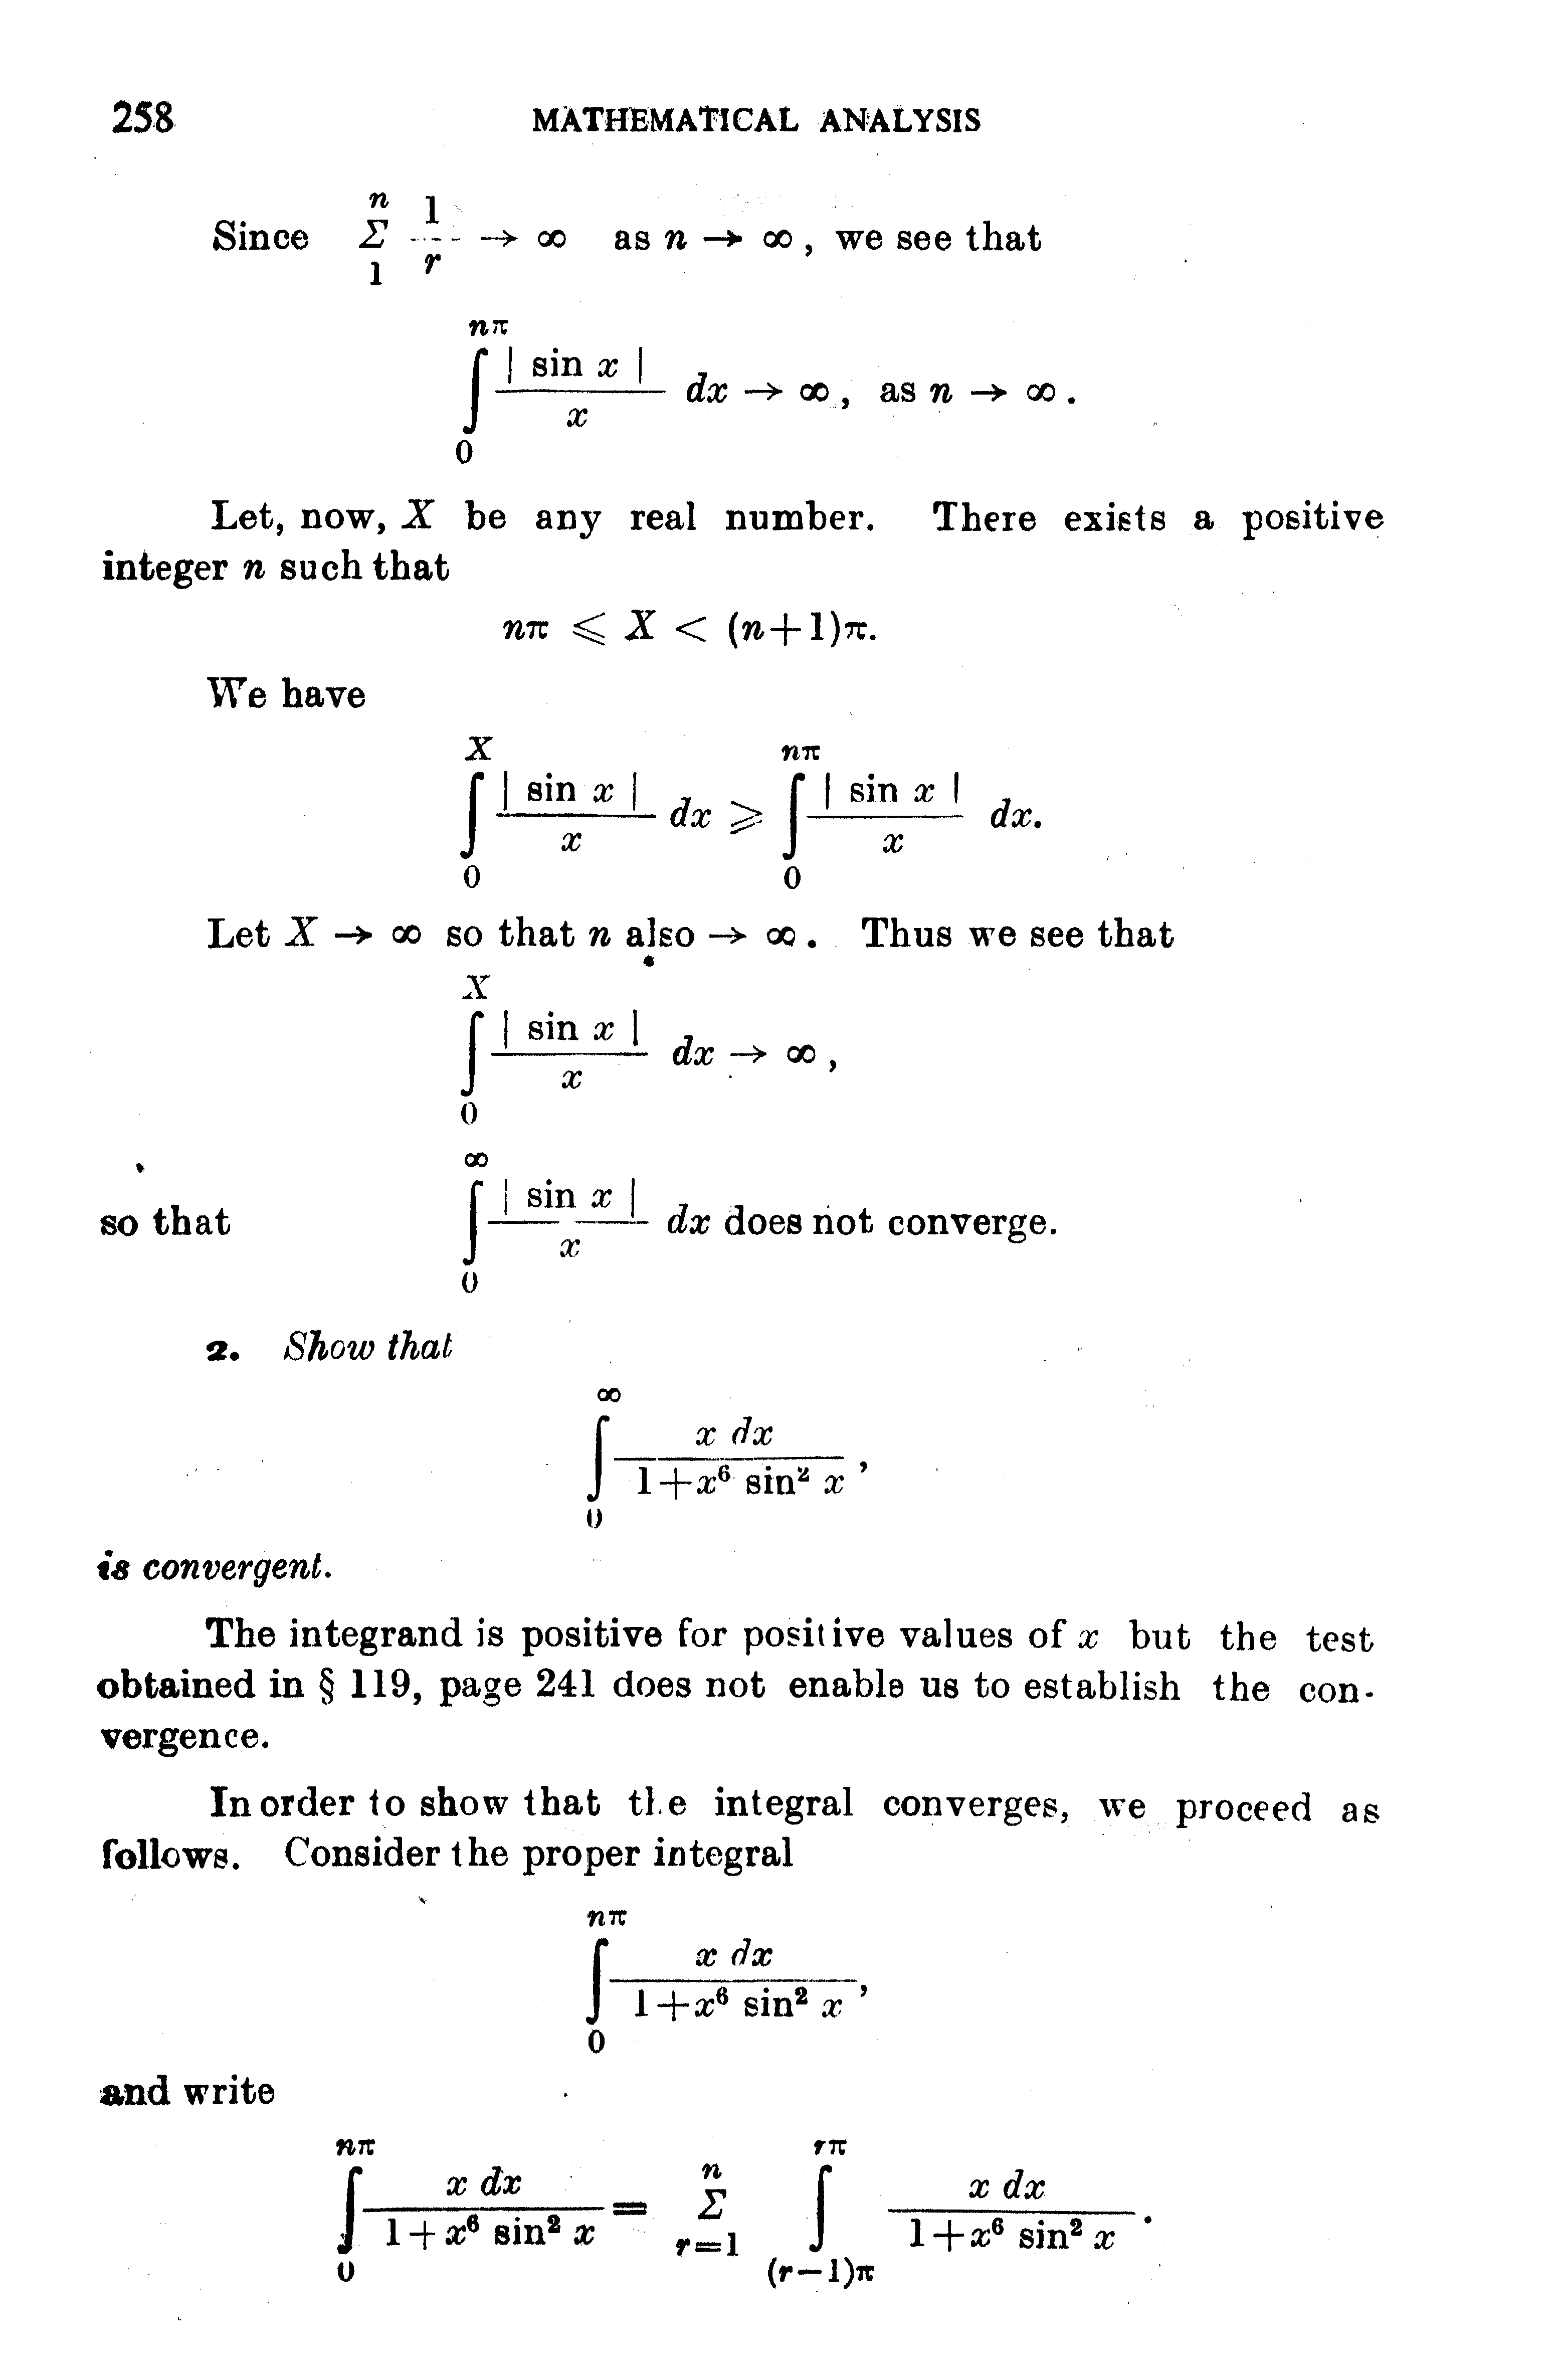 258 MATHEMATICAL ANALYSIS
Since $\sum_{1}^{n} \frac{1}{r} \to \infty$ as $n \to \infty$, we see that
$\int_{0}^{n\pi} \frac{|\sin x|}{x} dx \to \infty$, as $n \to \infty$.
Let, now, $X$ be any real number. There exists a positive
integer $n$ such that
$n\pi \leqslant X < (n+1)\pi.$
We have
$\int_{0}^{X} \frac{|\sin x|}{x} dx \geqslant \int_{0}^{n\pi} \frac{|\sin x|}{x} dx.$
Let $X \to \infty$ so that $n$ also $\to \infty$. Thus we see that
$\int_{0}^{X} \frac{|\sin x|}{x} dx \to \infty,$
so that $\int_{0}^{\infty} \frac{|\sin x|}{x} dx$ does not converge.
2. Show that
$\int_{0}^{\infty} \frac{x\,dx}{1+x^6 \sin^2 x},$
is convergent.
The integrand is positive for positive values of $x$ but the test
obtained in § 119, page 241 does not enable us to establish the con-
vergence.
In order to show that the integral converges, we proceed as
follows. Consider the proper integral
$\int_{0}^{n\pi} \frac{x\,dx}{1+x^6 \sin^2 x},$
and write
$\int_{0}^{n\pi} \frac{x\,dx}{1+x^6 \sin^2 x} = \sum_{r=1}^{n} \int_{(r-1)\pi}^{r\pi} \frac{x\,dx}{1+x^6 \sin^2 x}.$